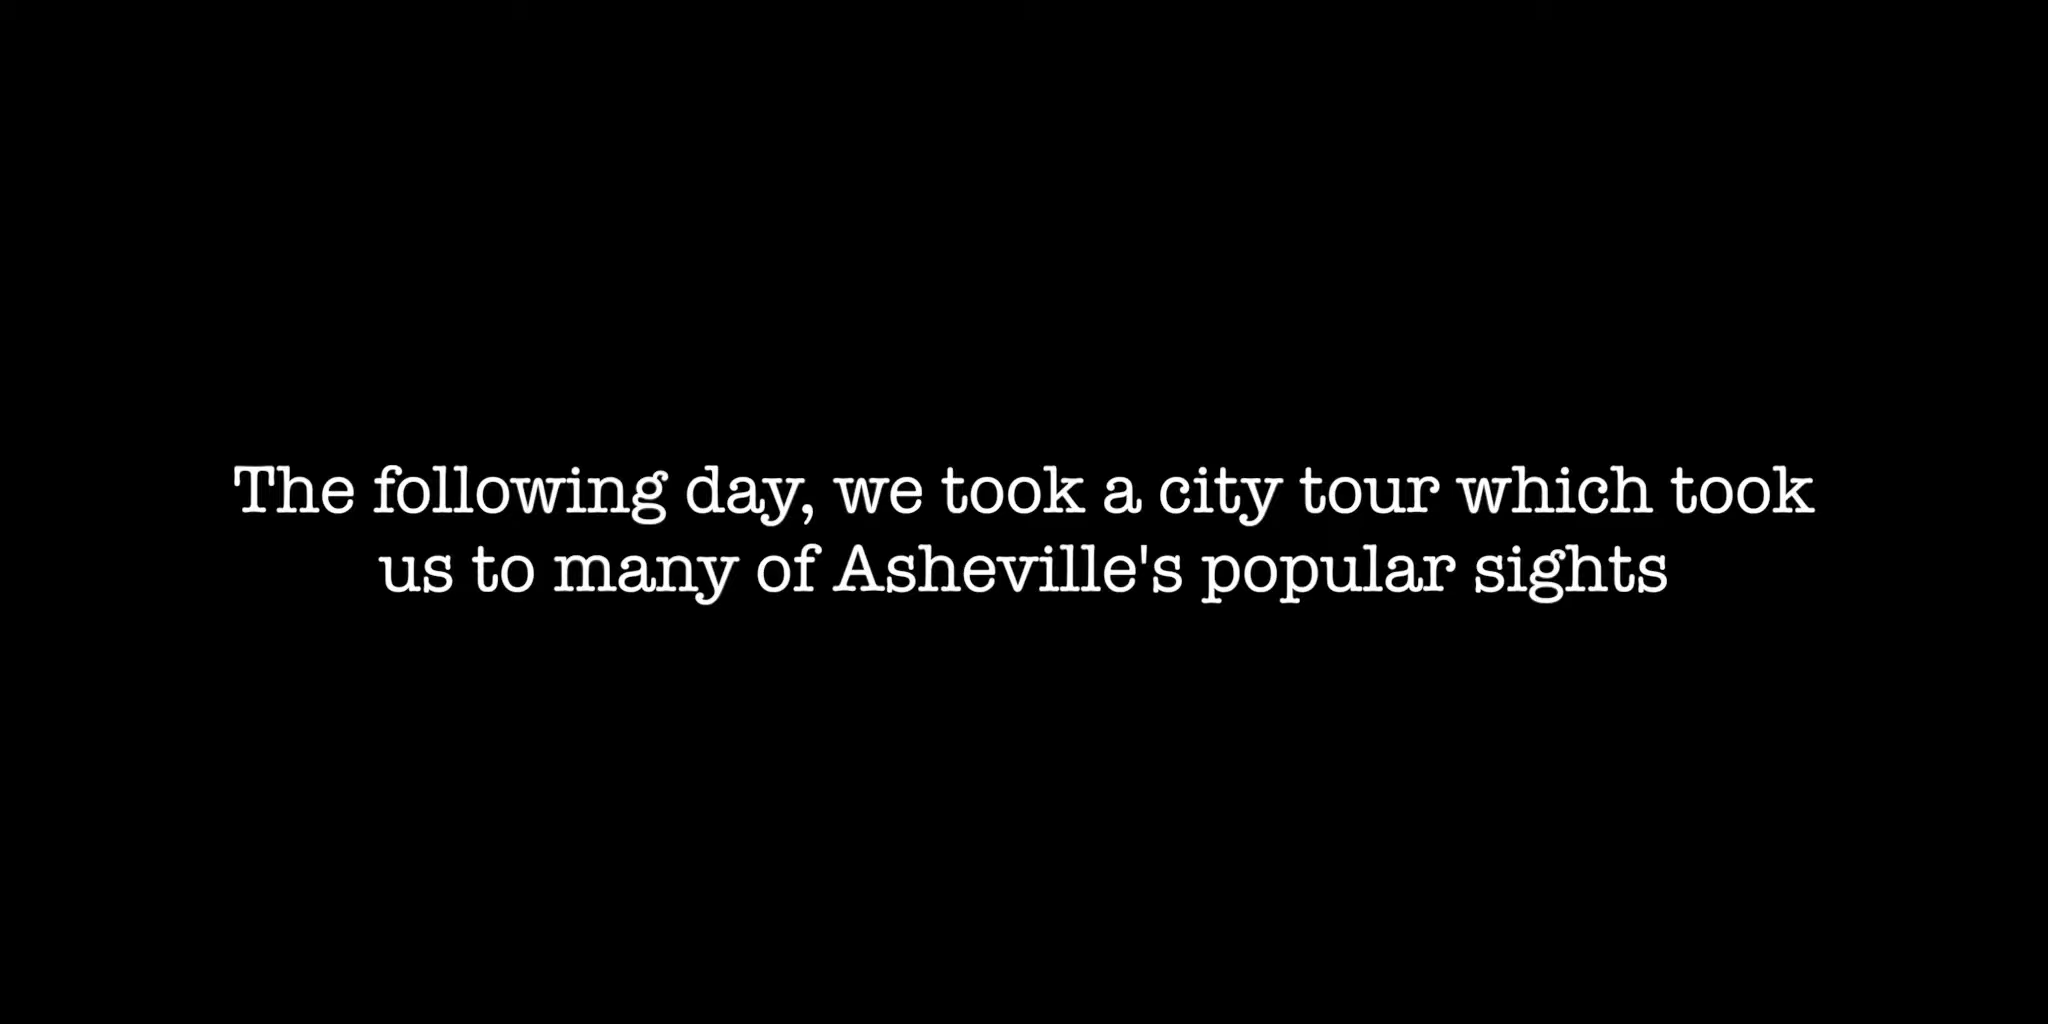 The following day, we took a city tour which took
us to many of Asheville's popular sights